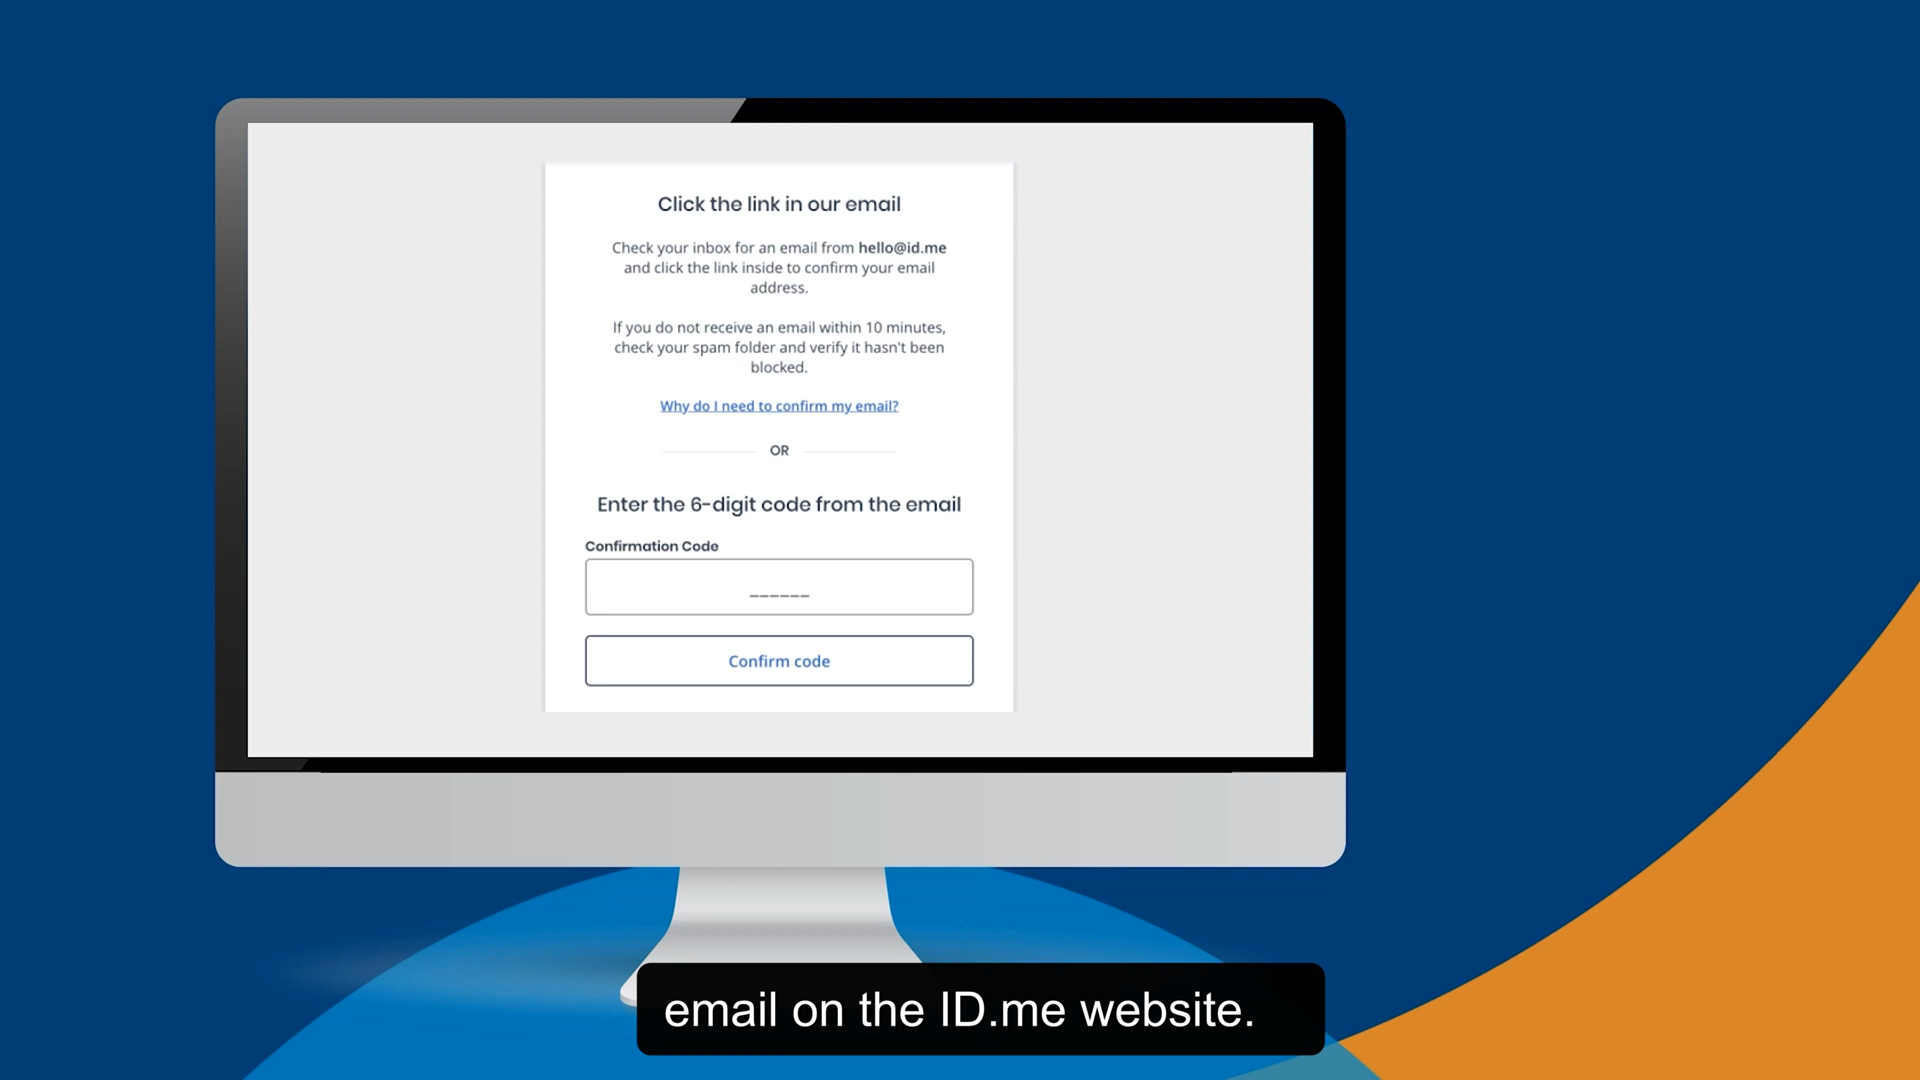 Click the link in our email
Check your inbox for an email from hello@id.me
and click the link inside to confirm your email
address.
If you do not receive an email within 10 minutes,
check your spam folder and verify it hasn't been
blocked.
Why do I need to confirm my email?
OR
Enter the 6-digit code from the email
Confirmation Code
______
Confirm code
email on the ID.me website.